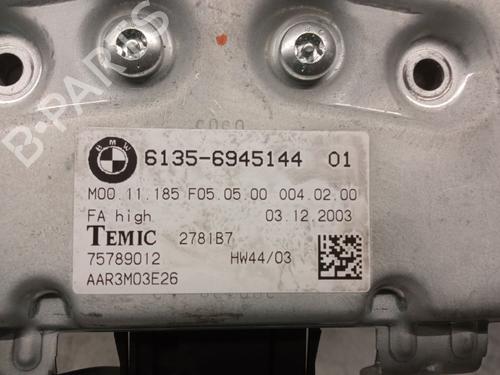 B-PARTS
BMW
6135-6945144 01
M00.11.185 F05.05.00 004.02.00
FA high 03.12.2003
TEMIC 2781B7
75789012 HW44/03
AAR3M03E26